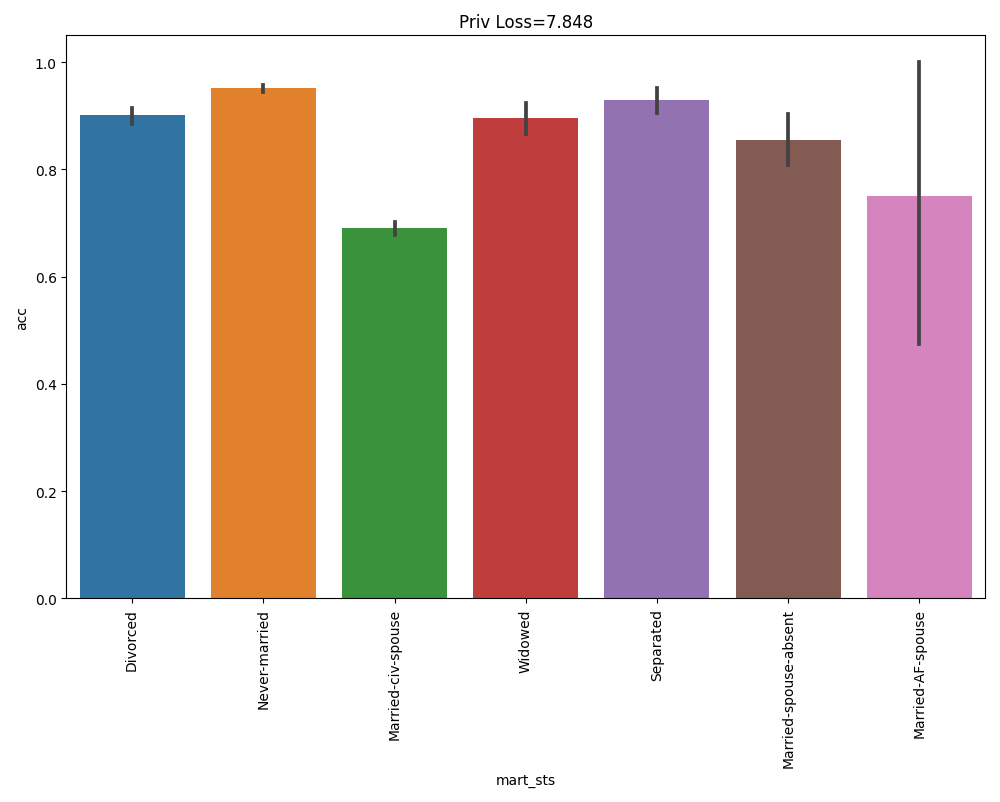 Priv Loss=7.848
acc
1.0
0.8
0.6
0.4
0.2
0.0
Divorced
Never-married
Married-civ-spouse
Widowed
Separated
Married-spouse-absent
Married-AF-spouse
mart_sts